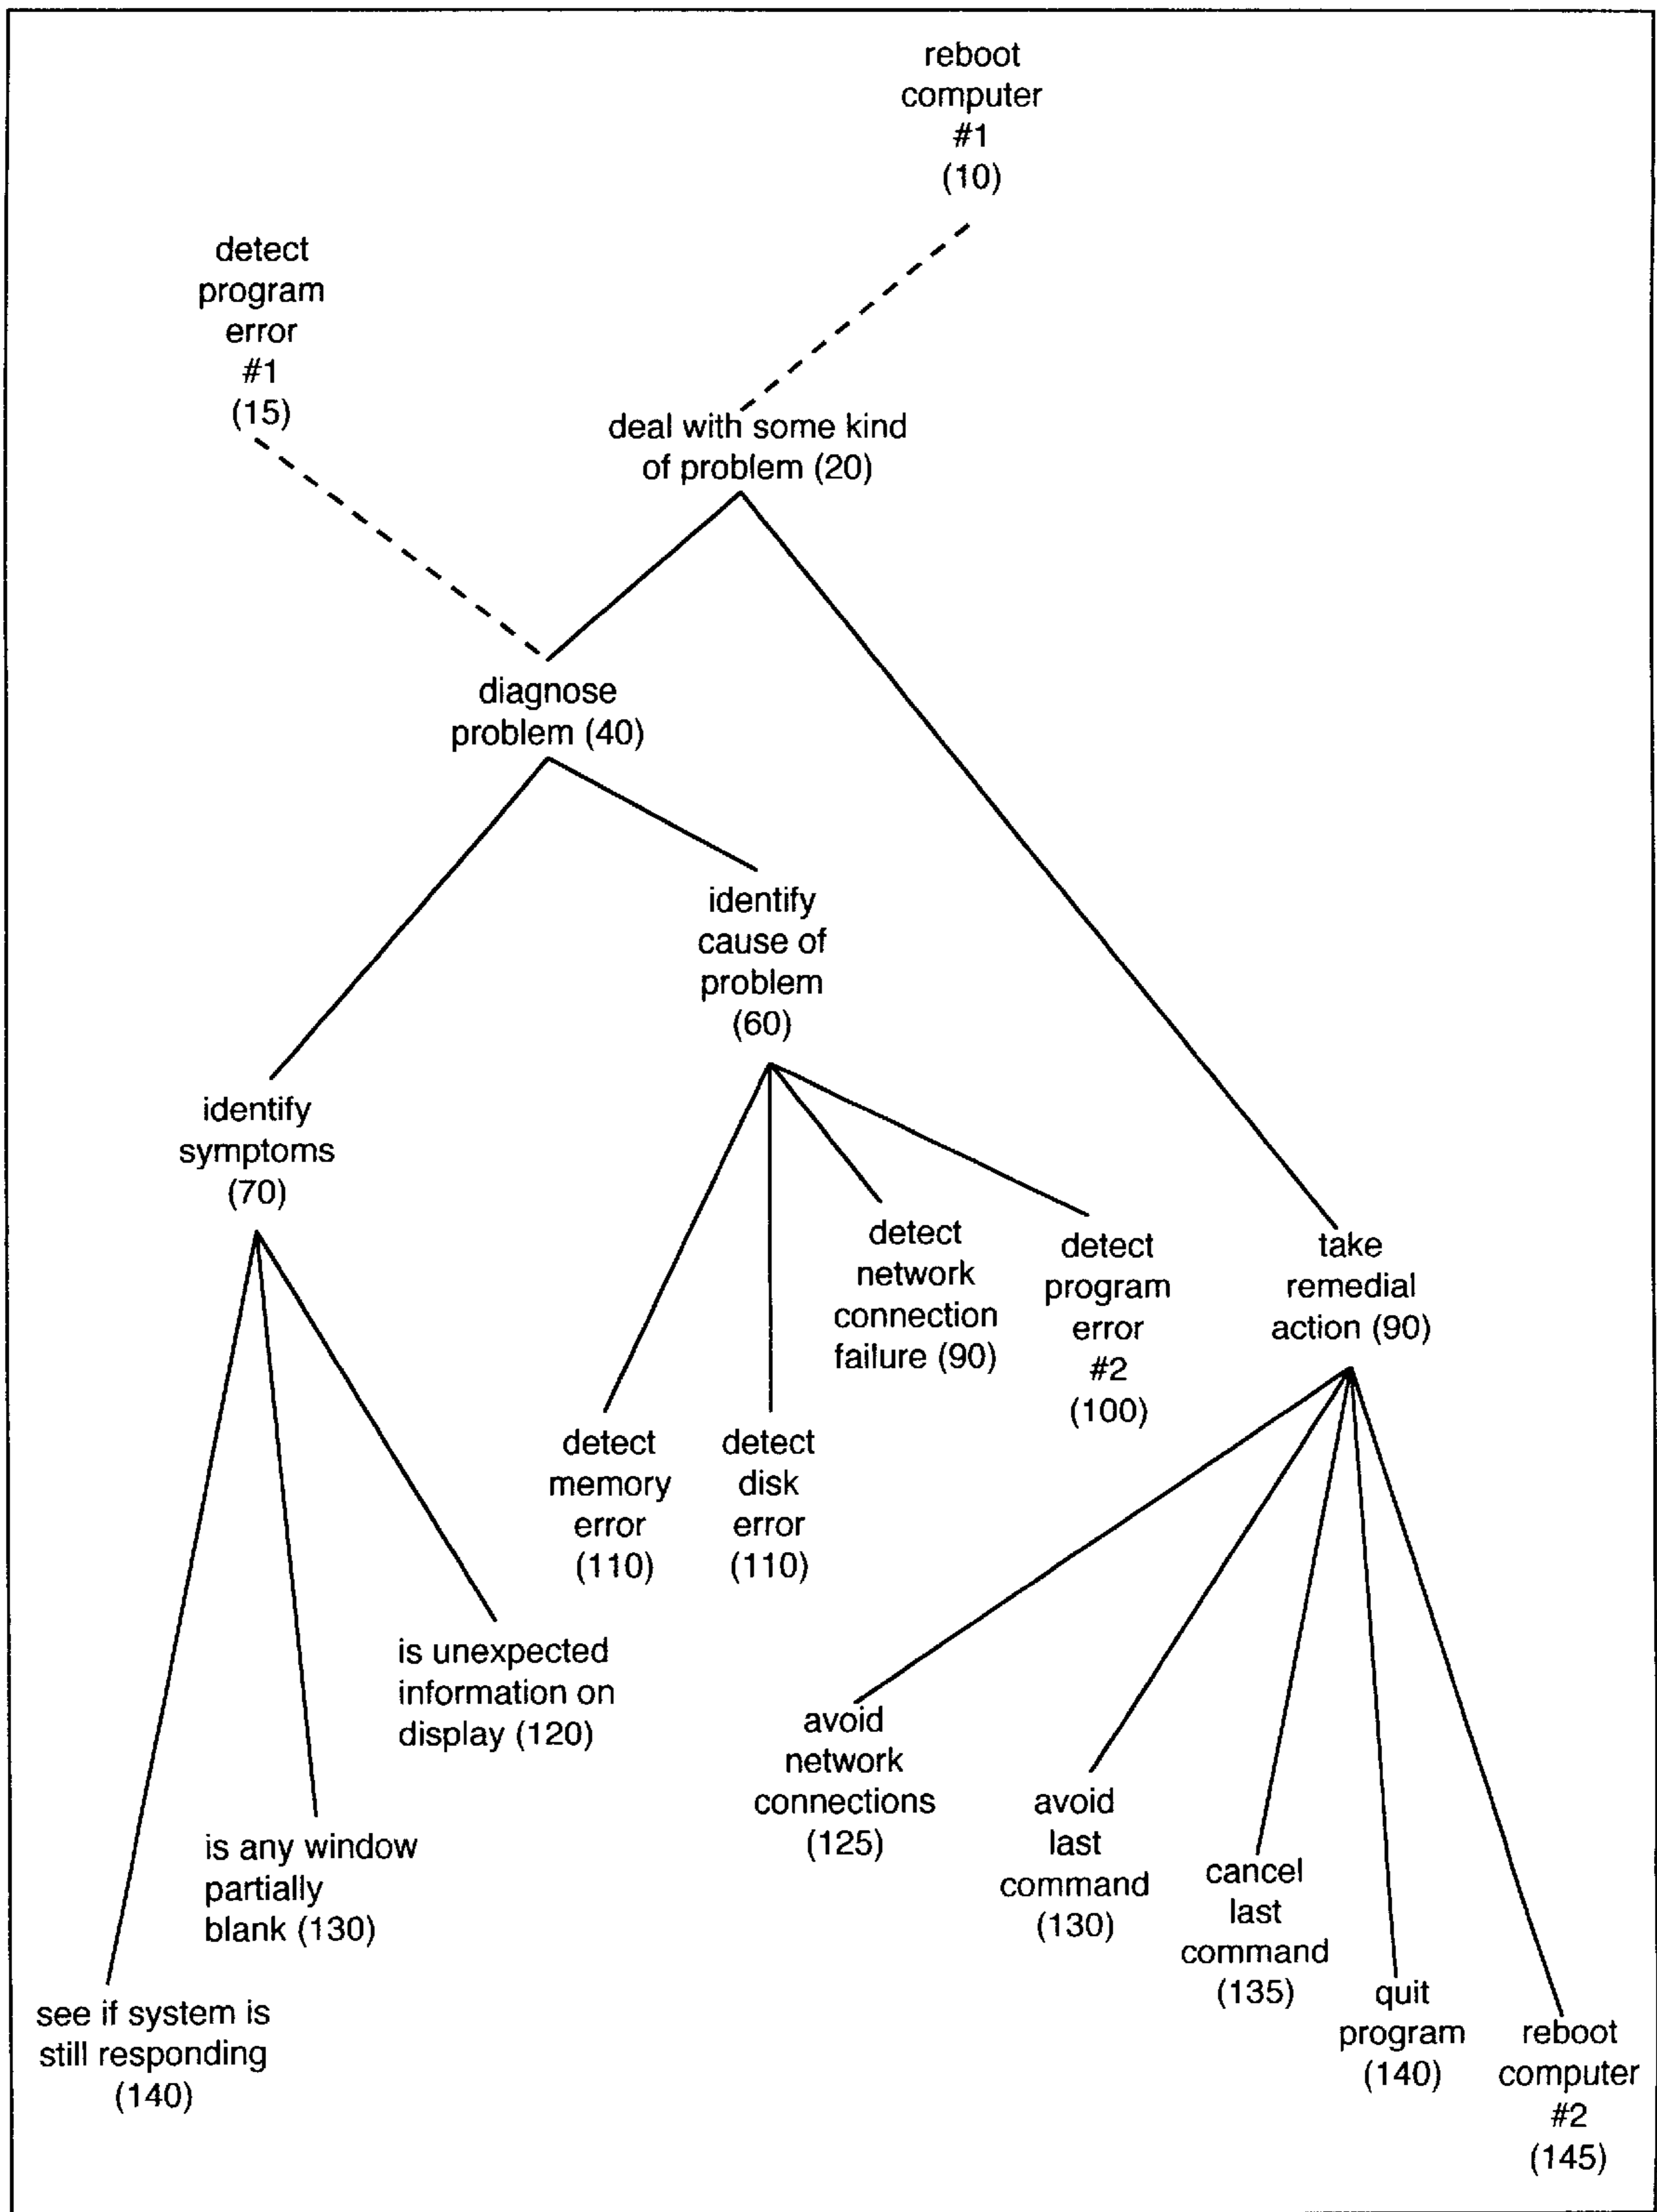 reboot
computer
#1
(10)
detect
program
error
#1
(15)
deal with some kind
of problem (20)
diagnose
problem (40)
identify
cause of
problem
(60)
identify
symptoms
(70)
detect
network
connection
failure (90)
detect
program
error
#2
(100)
take
remedial
action (90)
detect
memory
error
(110)
detect
disk
error
(110)
is unexpected
information on
display (120)
avoid
network
connections
(125)
avoid
last
command
(130)
is any window
partially
blank (130)
cancel
last
command
(135)
quit
program
(140)
see if system is
still responding
(140)
reboot
computer
#2
(145)